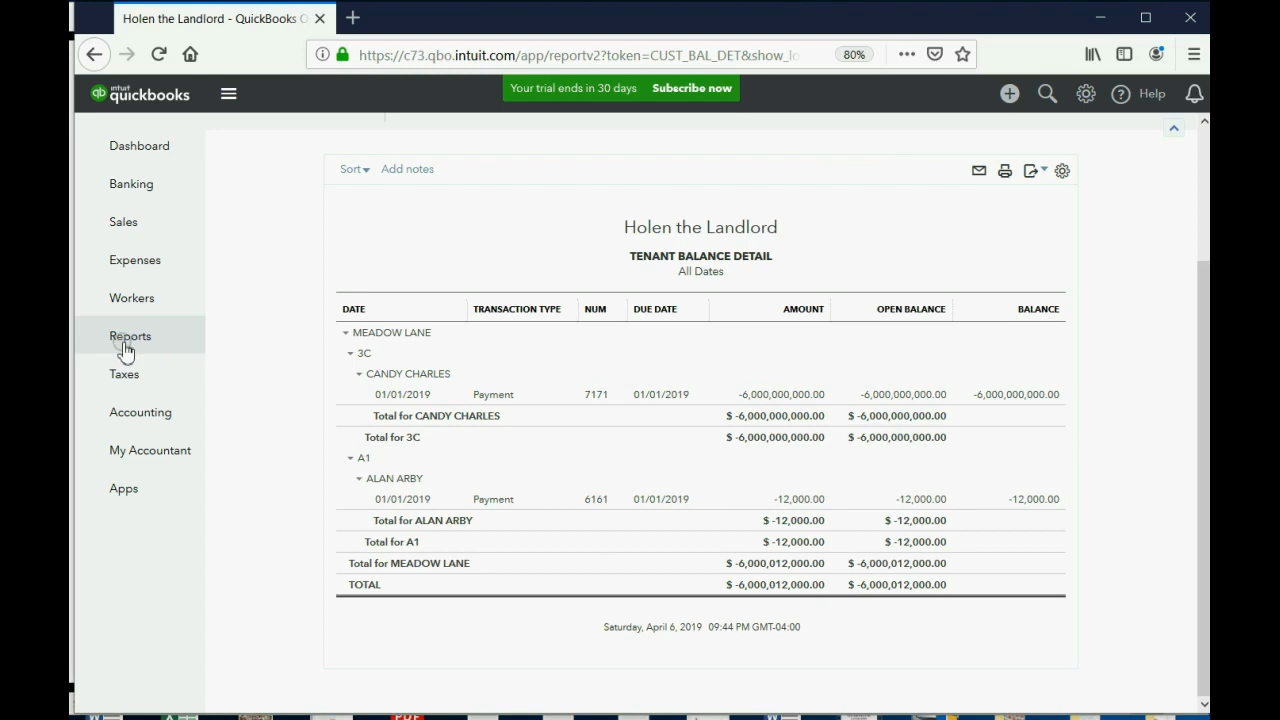 Holen the Landlord - QuickBooks O
https://c73.qbo.intuit.com/app/reportv2?token=CUST_BAL_DET&show_lo
80%
intuit
quickbooks
Your trial ends in 30 days Subscribe now
Help
Dashboard
Banking
Sales
Expenses
Workers
Reports
Taxes
Accounting
My Accountant
Apps
Sort Add notes
Holen the Landlord
TENANT BALANCE DETAIL
All Dates
DATE TRANSACTION TYPE NUM DUE DATE AMOUNT OPEN BALANCE BALANCE
MEADOW LANE
3C
CANDY CHARLES
01/01/2019 Payment 7171 01/01/2019 -6,000,000,000.00 -6,000,000,000.00 -6,000,000,000.00
Total for CANDY CHARLES $ -6,000,000,000.00 $ -6,000,000,000.00
Total for 3C $ -6,000,000,000.00 $ -6,000,000,000.00
A1
ALAN ARBY
01/01/2019 Payment 6161 01/01/2019 -12,000.00 -12,000.00 -12,000.00
Total for ALAN ARBY $ -12,000.00 $ -12,000.00
Total for A1 $ -12,000.00 $ -12,000.00
Total for MEADOW LANE $ -6,000,012,000.00 $ -6,000,012,000.00
TOTAL $ -6,000,012,000.00 $ -6,000,012,000.00
Saturday, April 6, 2019 09:44 PM GMT-04:00
PDF